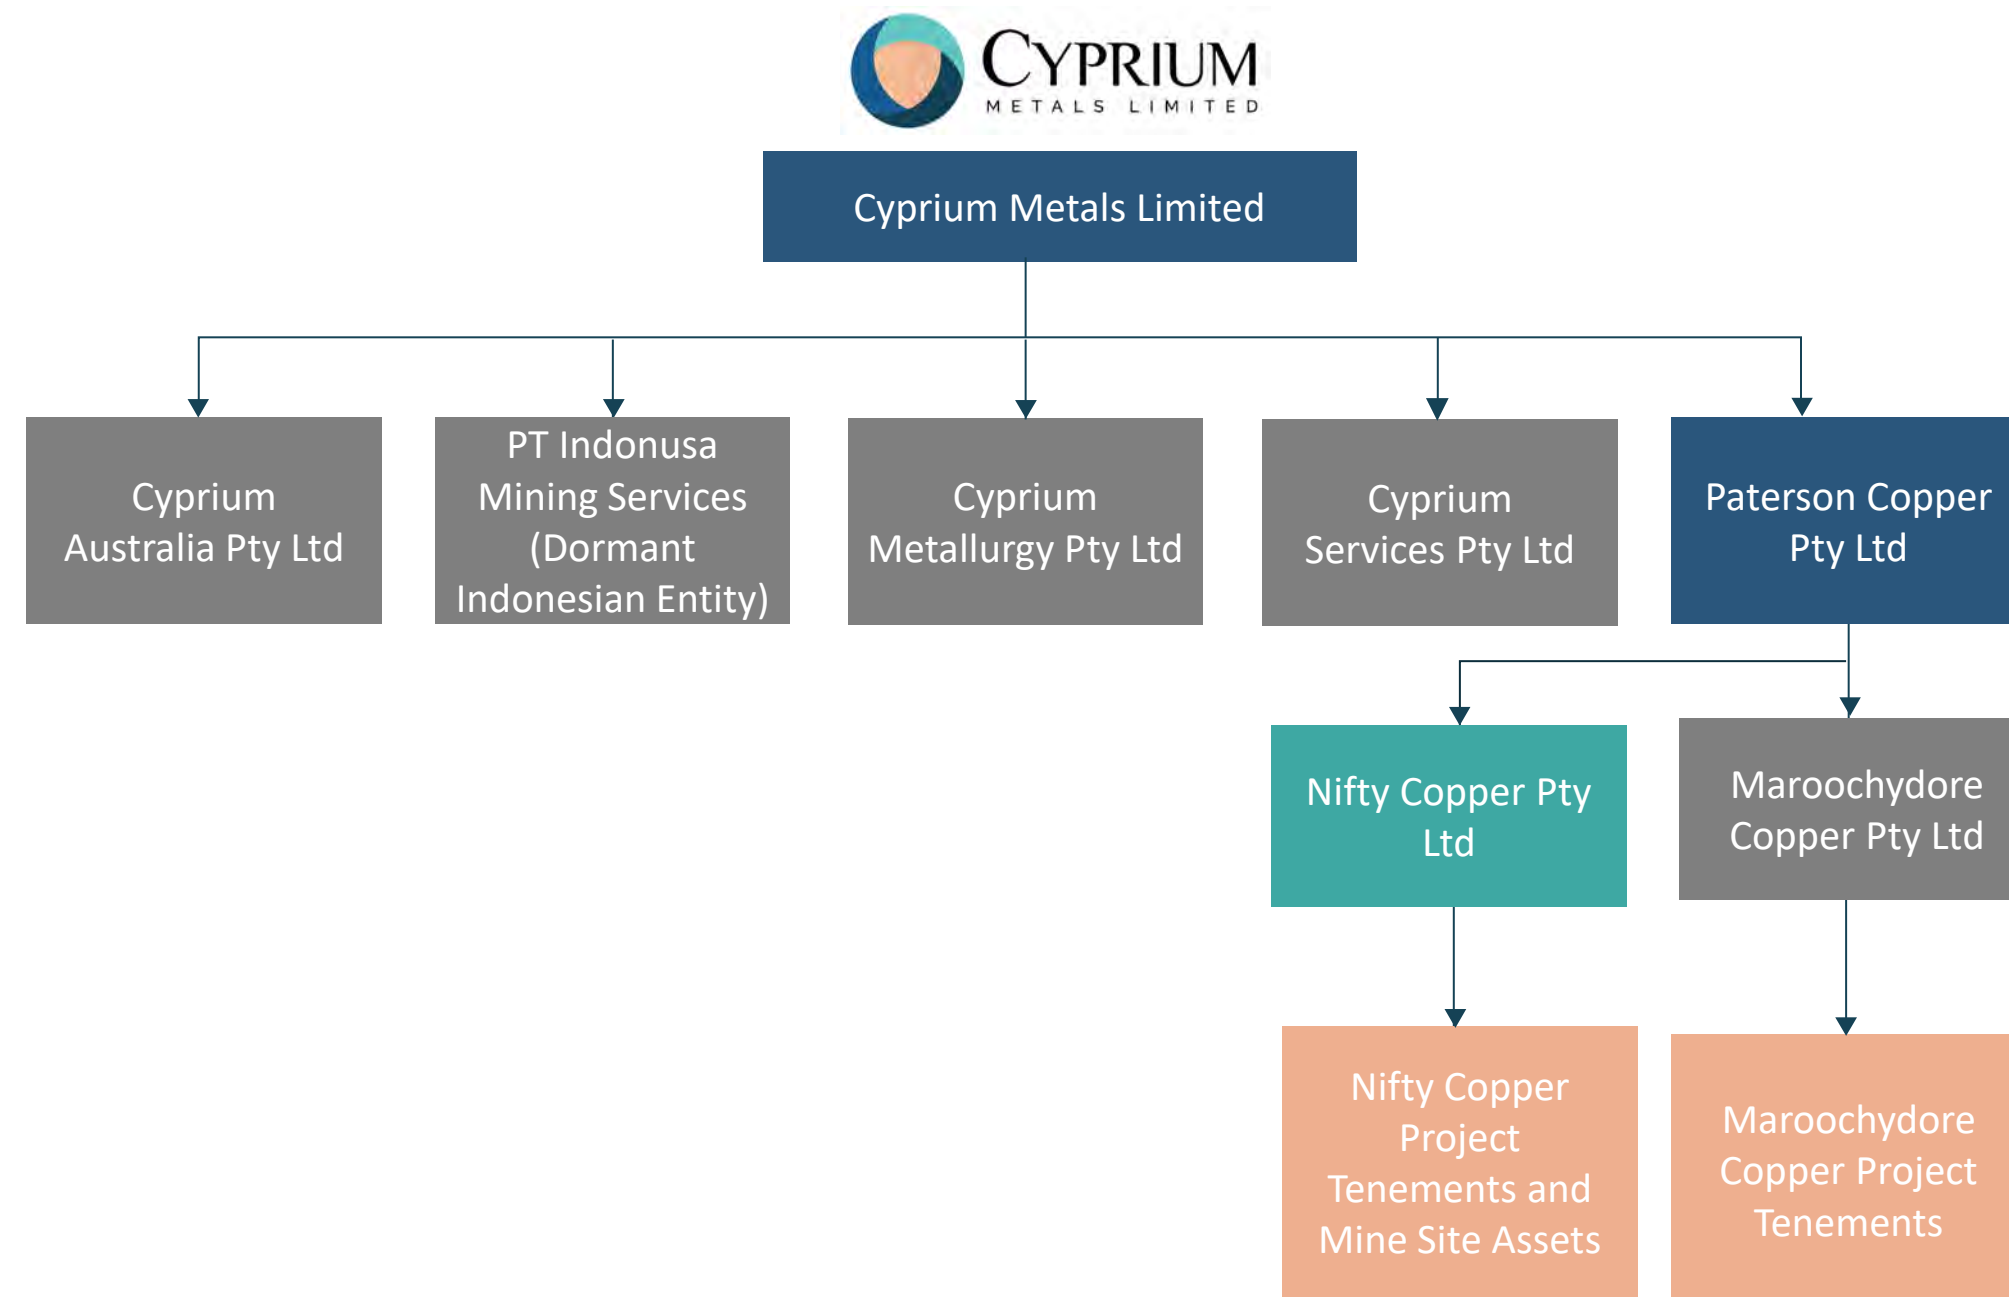 CYPRIUM
METALS LIMITED
Cyprium Metals Limited
Cyprium
Australia Pty Ltd
PT Indonusa
Mining Services
(Dormant
Indonesian Entity)
Cyprium
Metallurgy Pty Ltd
Cyprium
Services Pty Ltd
Paterson Copper
Pty Ltd
Nifty Copper Pty
Ltd
Maroochydore
Copper Pty Ltd
Nifty Copper
Project
Tenements and
Mine Site Assets
Maroochydore
Copper Project
Tenements